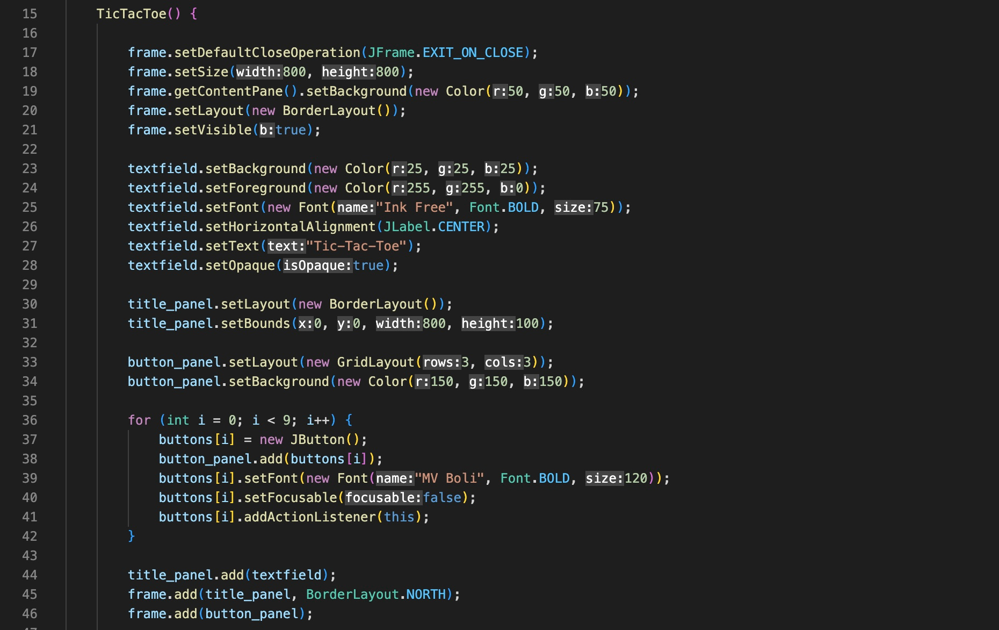 15 TicTacToe() {
16
17 frame.setDefaultCloseOperation(JFrame.EXIT_ON_CLOSE);
18 frame.setSize(width:800, height:800);
19 frame.getContentPane().setBackground(new Color(r:50, g:50, b:50));
20 frame.setLayout(new BorderLayout());
21 frame.setVisible(b:true);
22
23 textfield.setBackground(new Color(r:25, g:25, b:25));
24 textfield.setForeground(new Color(r:255, g:255, b:0));
25 textfield.setFont(new Font(name:"Ink Free", Font.BOLD, size:75));
26 textfield.setHorizontalAlignment(JLabel.CENTER);
27 textfield.setText(text:"Tic-Tac-Toe");
28 textfield.setOpaque(isOpaque:true);
29
30 title_panel.setLayout(new BorderLayout());
31 title_panel.setBounds(x:0, y:0, width:800, height:100);
32
33 button_panel.setLayout(new GridLayout(rows:3, cols:3));
34 button_panel.setBackground(new Color(r:150, g:150, b:150));
35
36 for (int i = 0; i < 9; i++) {
37 buttons[i] = new JButton();
38 button_panel.add(buttons[i]);
39 buttons[i].setFont(new Font(name:"MV Boli", Font.BOLD, size:120));
40 buttons[i].setFocusable(focusable:false);
41 buttons[i].addActionListener(this);
42 }
43
44 title_panel.add(textfield);
45 frame.add(title_panel, BorderLayout.NORTH);
46 frame.add(button_panel);